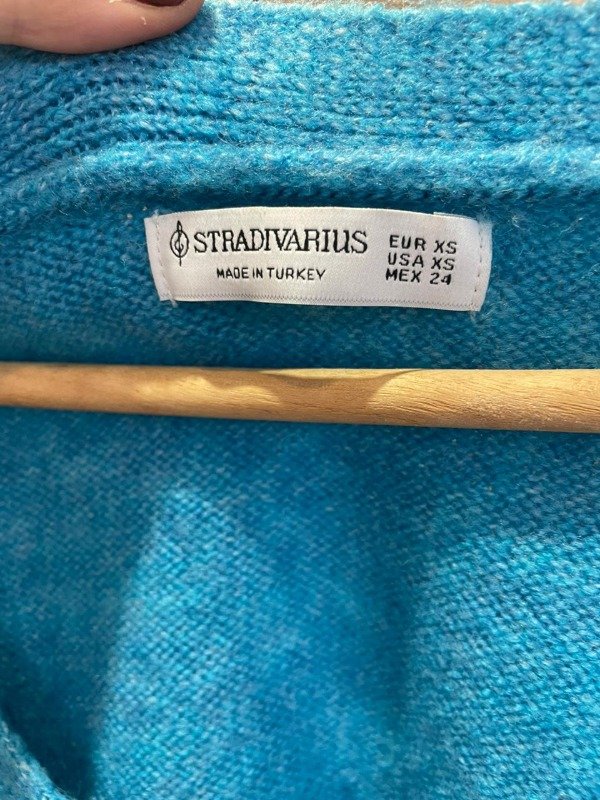 STRADIVARIUS
MADE IN TURKEY
EUR XS
USA XS
MEX 24